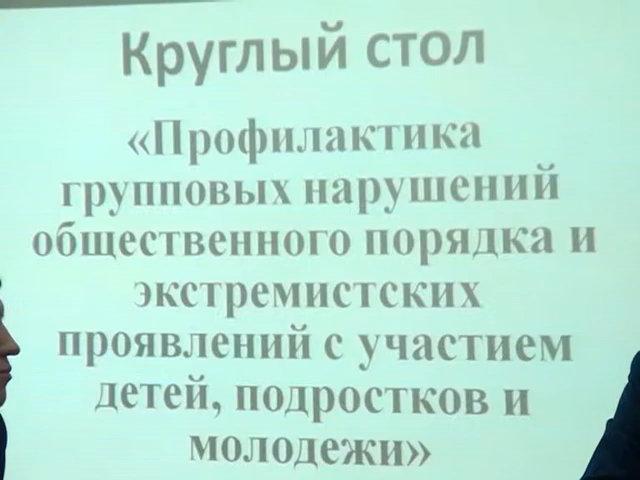 Круглый стол
«Профилактика
групповых нарушений
общественного порядка и
экстремистских
проявлений с участием
детей, подростков и
молодежи»